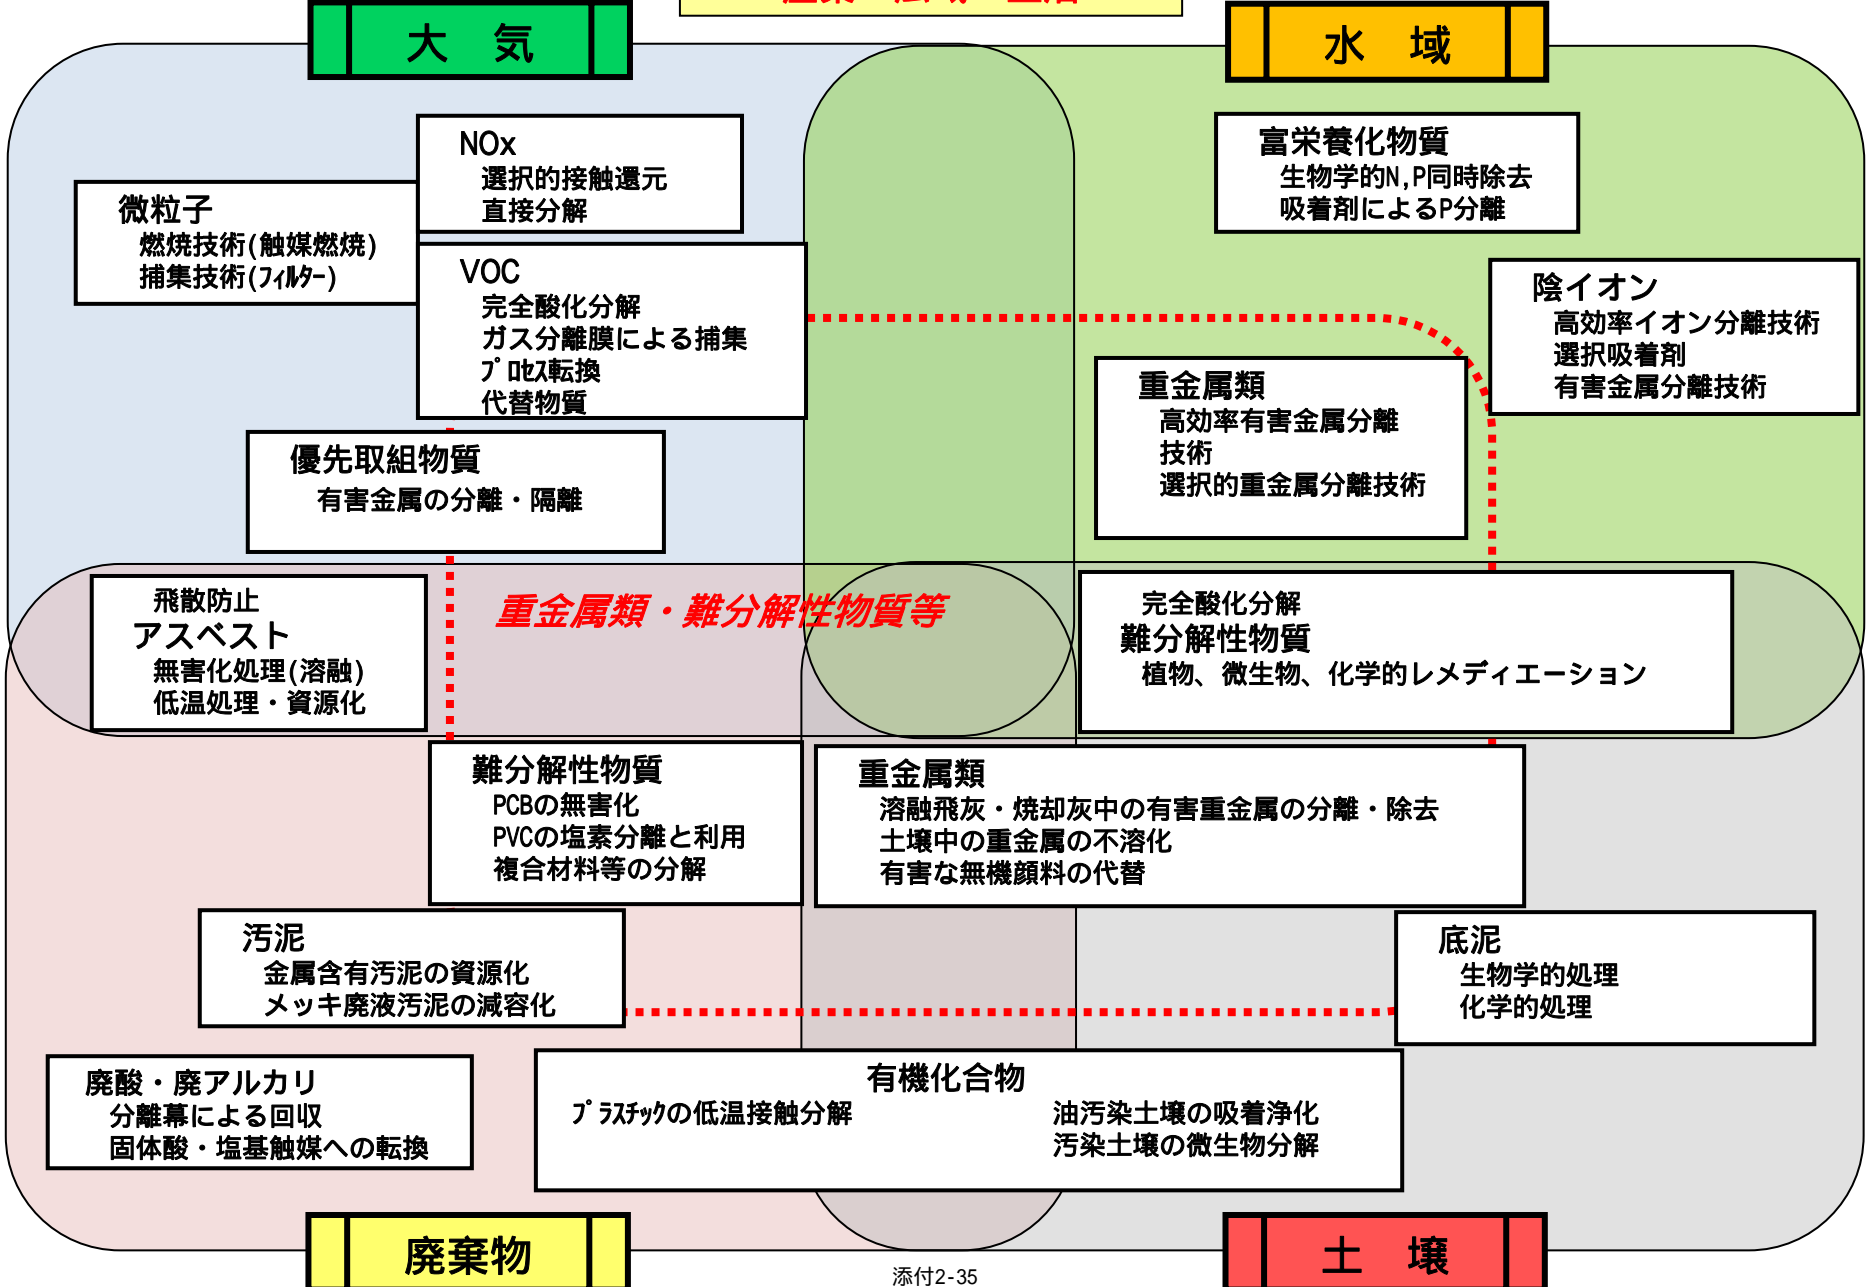 大 気
水 域
NOx
選択的接触還元
直接分解
微粒子
燃焼技術(触媒燃焼)
捕集技術(フィルター)
VOC
完全酸化分解
ガス分離膜による捕集
プロセス転換
代替物質
富栄養化物質
生物学的N,P同時除去
吸着剤によるP分離
陰イオン
高効率イオン分離技術
選択吸着剤
有害金属分離技術
重金属類
高効率有害金属分離
技術
選択的重金属分離技術
優先取組物質
有害金属の分離・隔離
飛散防止
アスベスト
無害化処理(溶融)
低温処理・資源化
重金属類・難分解性物質等
完全酸化分解
難分解性物質
植物、微生物、化学的レメディエーション
難分解性物質
PCBの無害化
PVCの塩素分離と利用
複合材料等の分解
重金属類
溶融飛灰・焼却灰中の有害重金属の分離・除去
土壌中の重金属の不溶化
有害な無機顔料の代替
汚泥
金属含有汚泥の資源化
メッキ廃液汚泥の減容化
底泥
生物学的処理
化学的処理
廃酸・廃アルカリ
分離幕による回収
固体酸・塩基触媒への転換
有機化合物
プラスチックの低温接触分解
油汚染土壌の吸着浄化
汚染土壌の微生物分解
廃棄物
土 壌
添付2-35